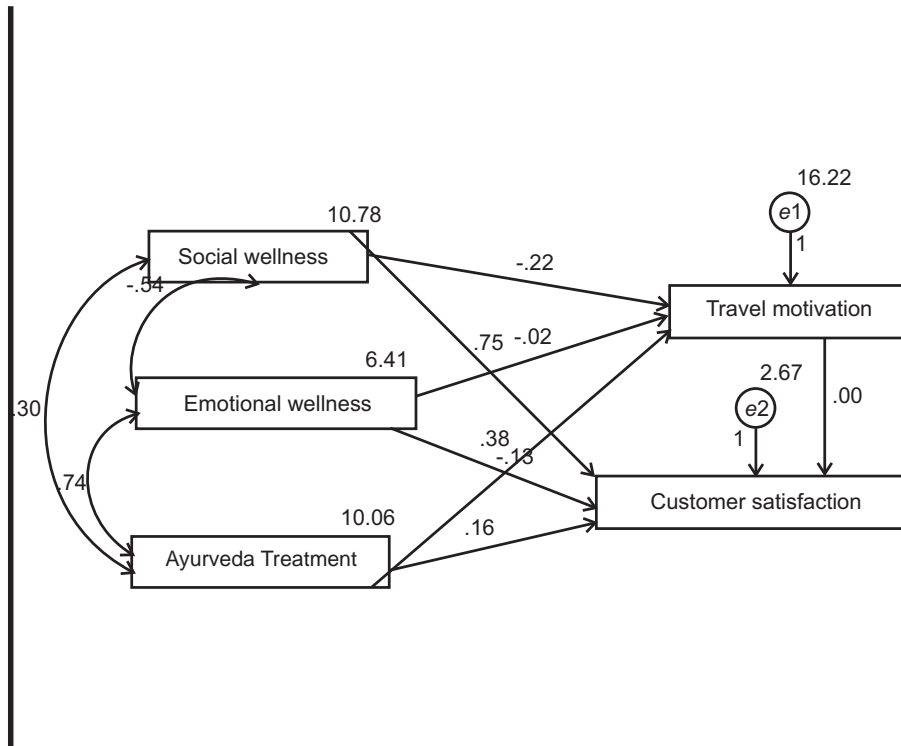 16.22
e1
1
10.78
Social wellness
-.54
-.22
Travel motivation
.75
-.02
6.41
2.67
e2
1
.00
Emotional wellness
.30
.38
-.13
.74
Customer satisfaction
10.06
.16
Ayurveda Treatment